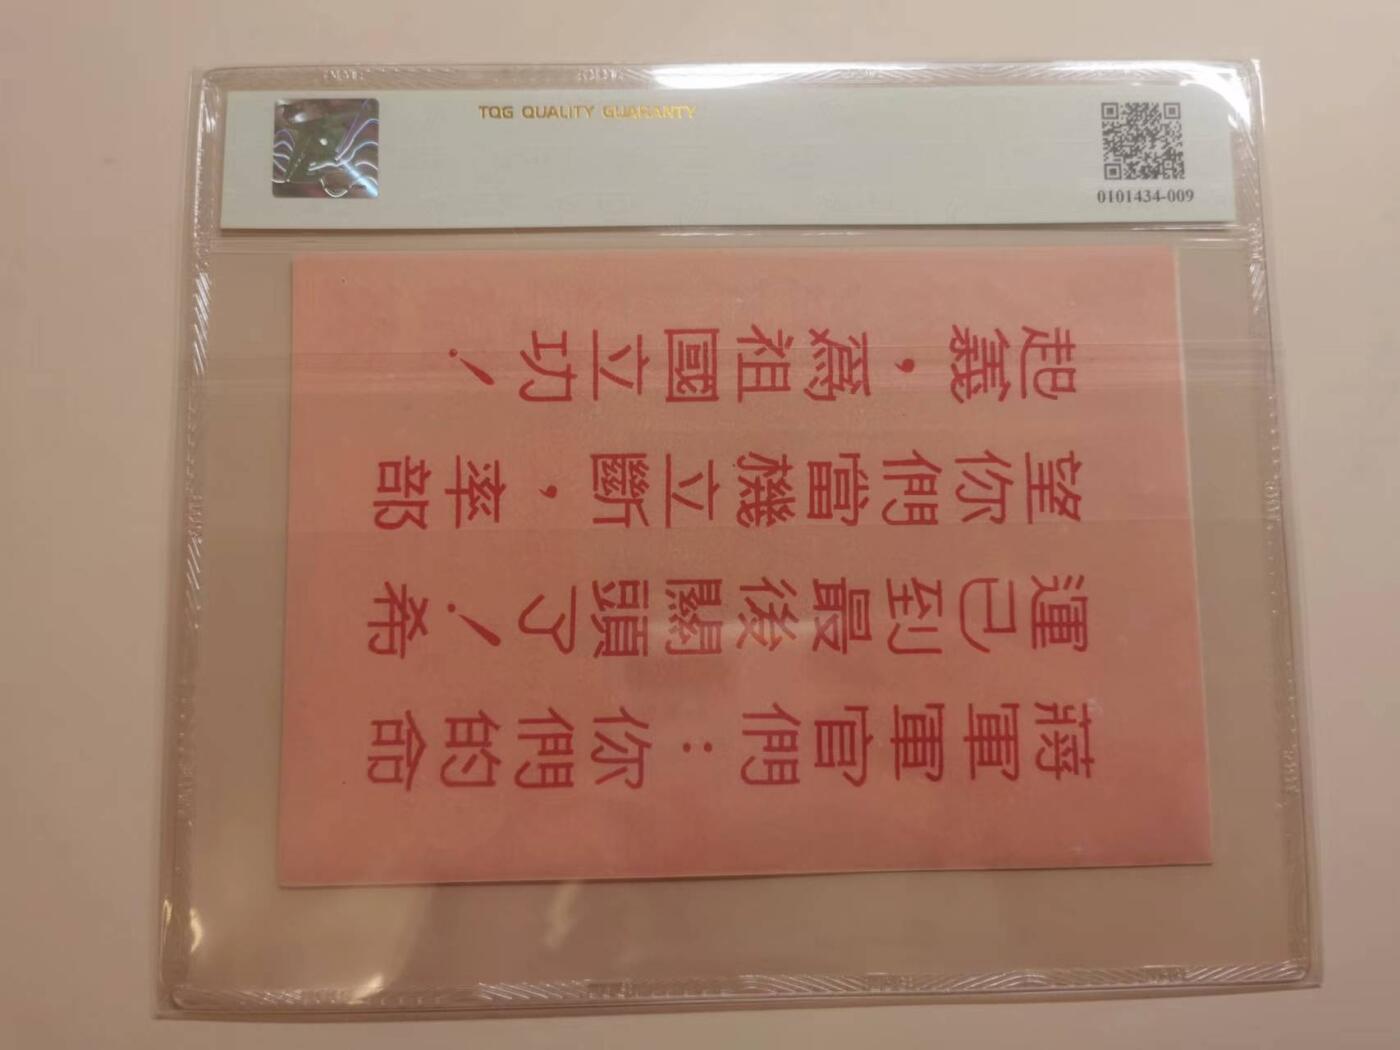 TQG QUALITY GUARANTY
0101434-009
蔣軍軍官們：你們的命
運已到最後關頭了！希
望你們當機立斷，率部
起義，爲祖國立功！